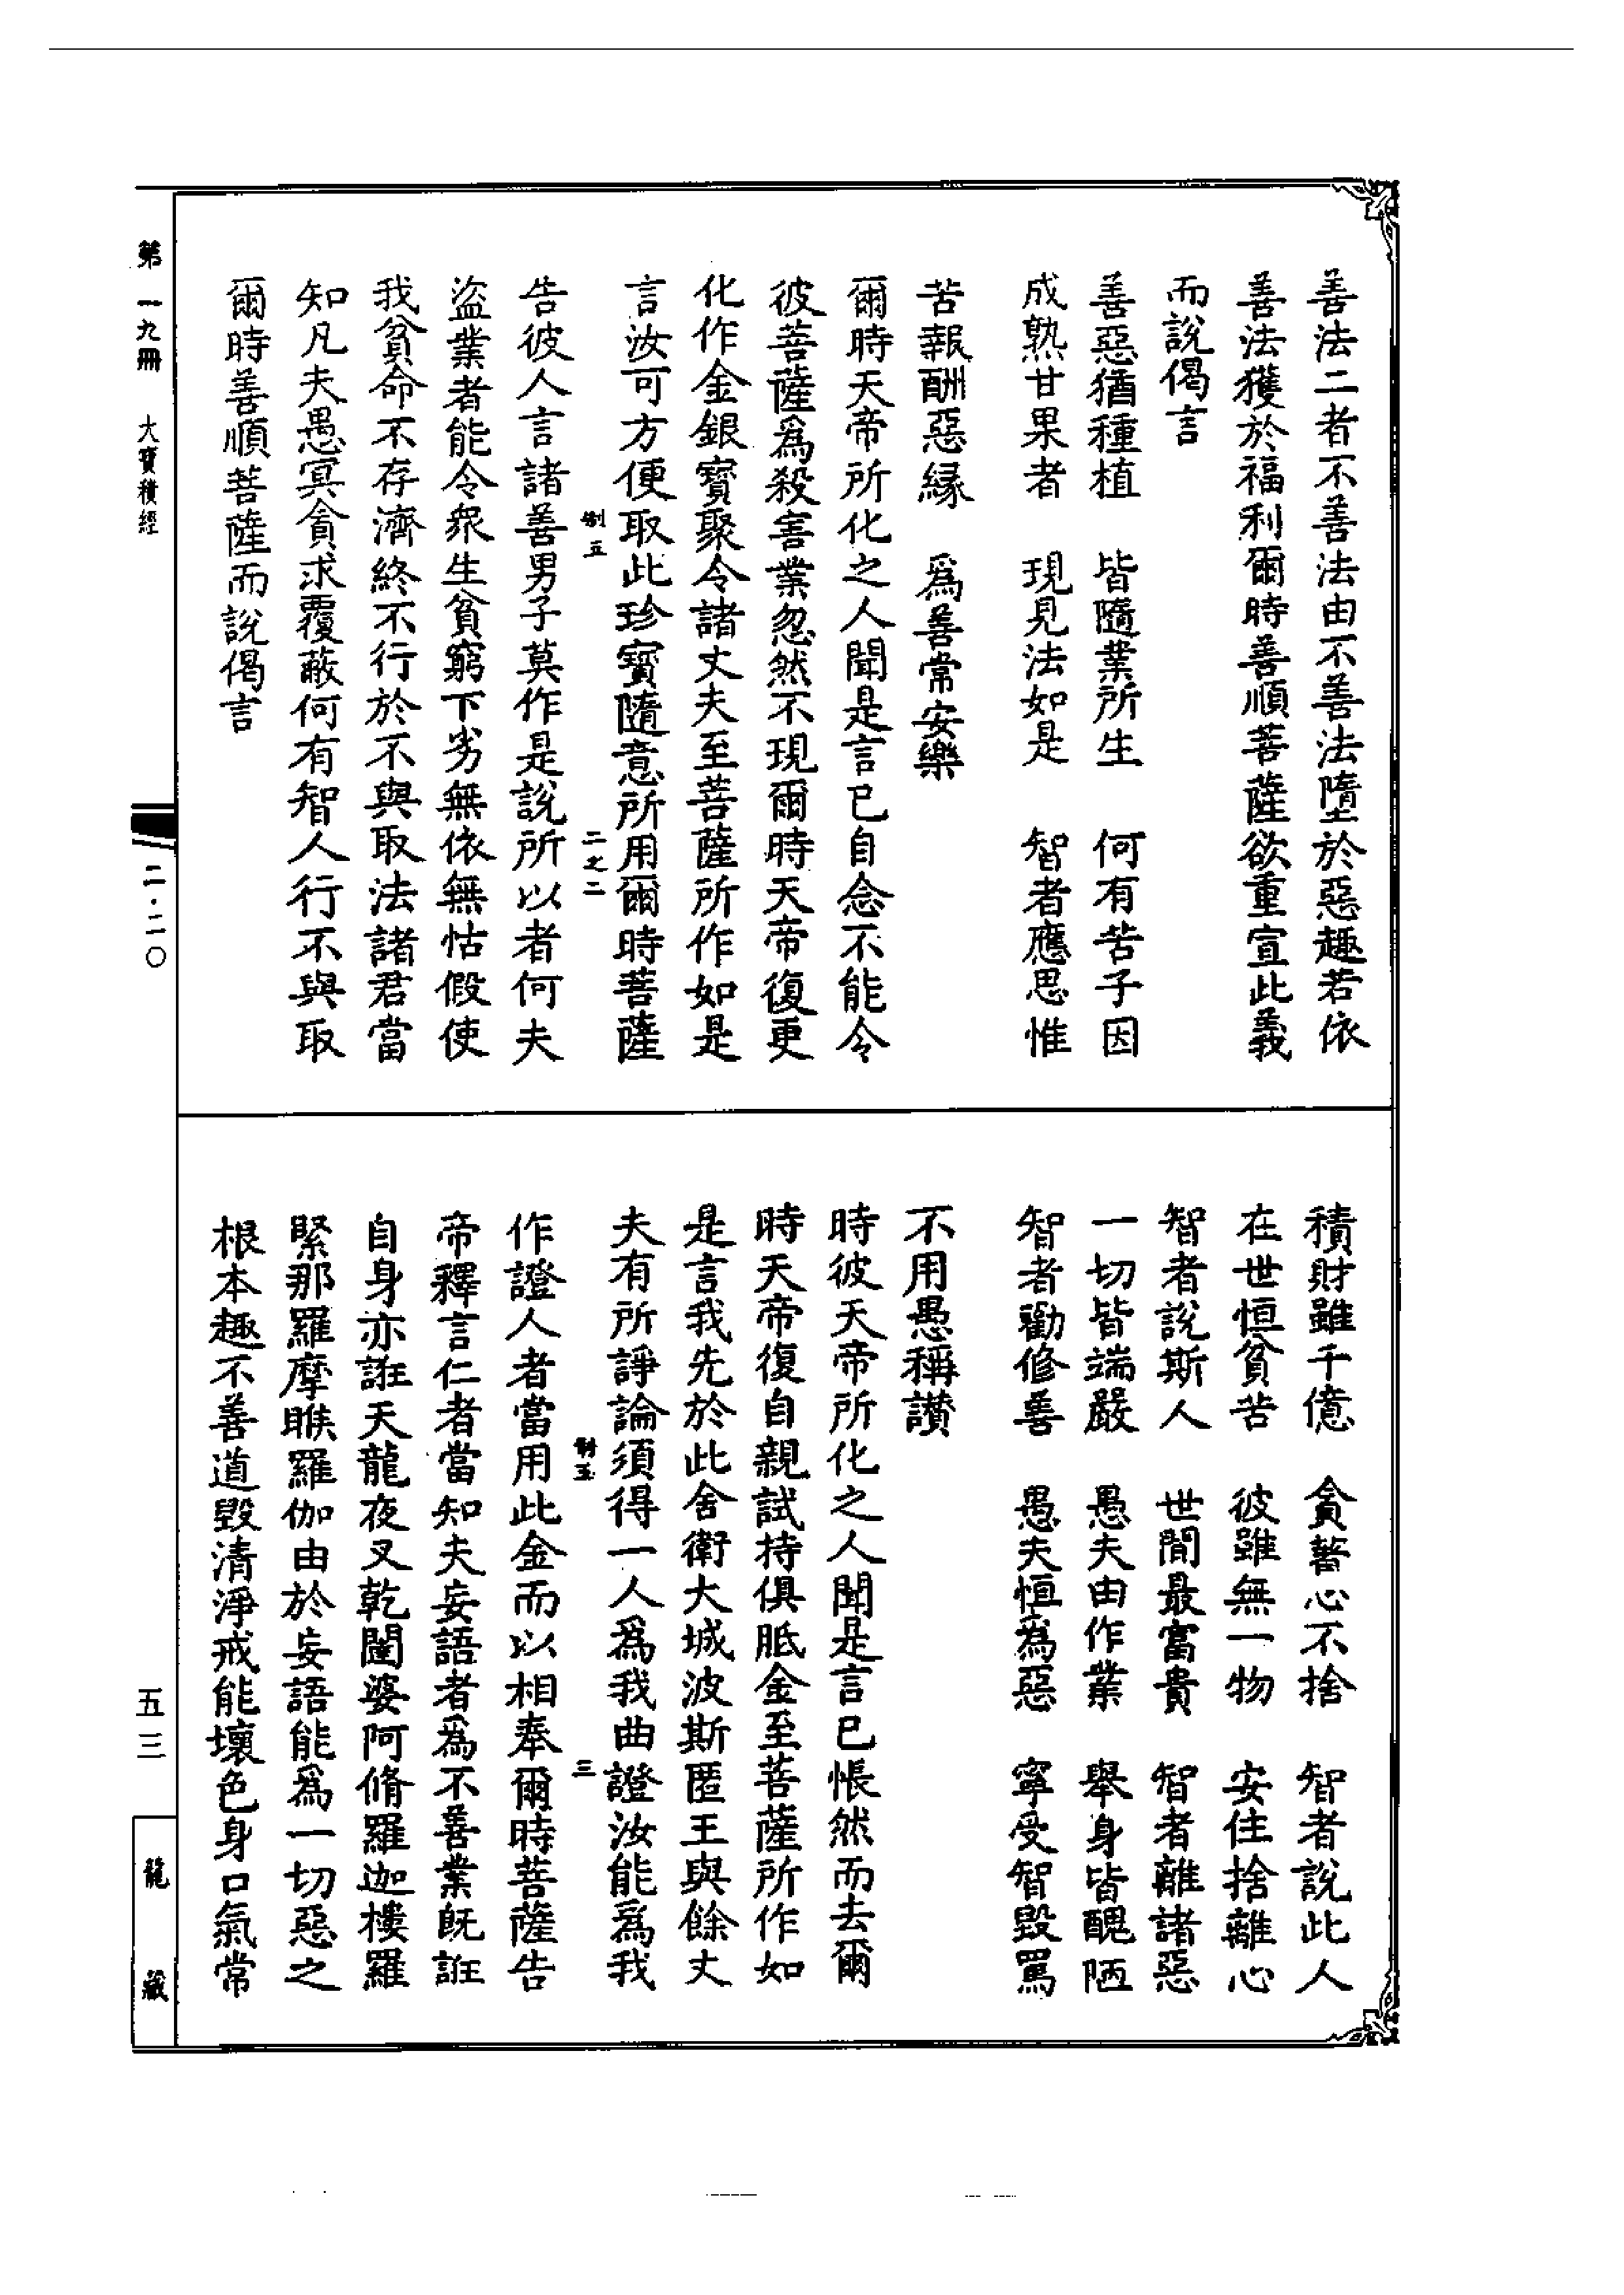 善法二者不善法由不善法墮於惡趣若依
善法獲於福利爾時善順菩薩欲重宣此義
而說偈言
善惡猶種植　皆隨業所生　何有苦子因
成熟甘果者　現見法如是　智者應思惟
苦報酬惡緣　為善常安樂
爾時天帝所化之人聞是言已自念不能令
彼菩薩為殺害業忽然不現爾時天帝復更
化作金銀寶聚令諸丈夫至菩薩所作如是
言汝可方便取此珍寶隨意所用爾時菩薩
制五　二之二
告彼人言諸善男子莫作是說所以者何夫
盜業者能令眾生貧窮下劣無依無怙假使
我貧命不存濟終不行於不與取法諸君當
知凡夫愚冥貪求覆蔽何有智人行不與取
爾時善順菩薩而說偈言
積財雖千億　貪著心不捨　智者說此人
在世恒貧苦　彼雖無一物　安住捨離心
智者說斯人　世間最富貴　智者離諸惡
一切皆端嚴　愚夫由作業　舉身皆醜陋
智者勸修善　愚夫恒為惡　寧受智毀罵
不用愚稱讚
時彼天帝所化之人聞是言已悵然而去爾
時天帝復自親試持俱胝金至菩薩所作如
是言我先於此舍衛大城波斯匿王與餘丈
夫有所諍論須得一人為我曲證汝能為我
制五　三
作證人者當用此金而以相奉爾時菩薩告
帝釋言仁者當知夫妄語者為不善業既誑
自身亦誑天龍夜叉乾闥婆阿脩羅迦樓羅
緊那羅摩睺羅伽由於妄語能為一切惡之
根本趣不善道毀清淨戒能壞色身口氣常
第一九冊　大寶積經
二・二〇
五三
龍藏